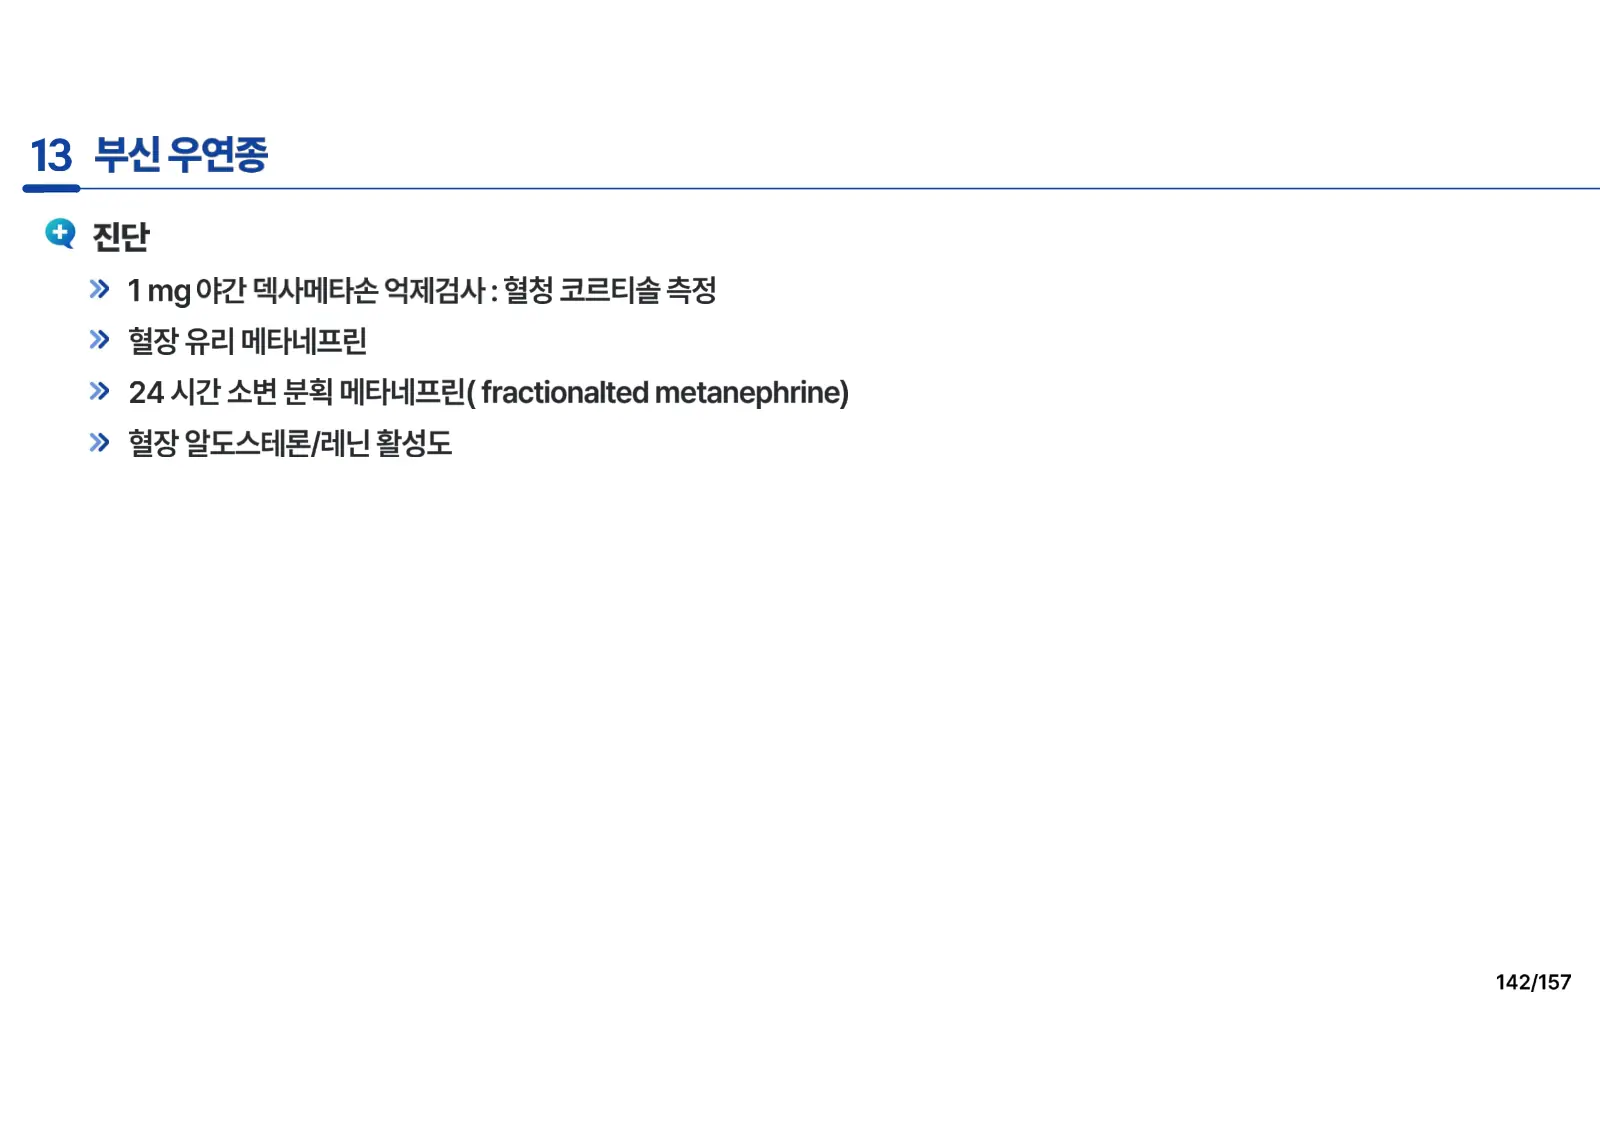 13 부신 우연종
진단
1 mg 야간 덱사메타손 억제검사 : 혈청 코르티솔 측정
혈장 유리 메타네프린
24 시간 소변 분획 메타네프린( fractionalted metanephrine)
혈장 알도스테론/레닌 활성도
142/157